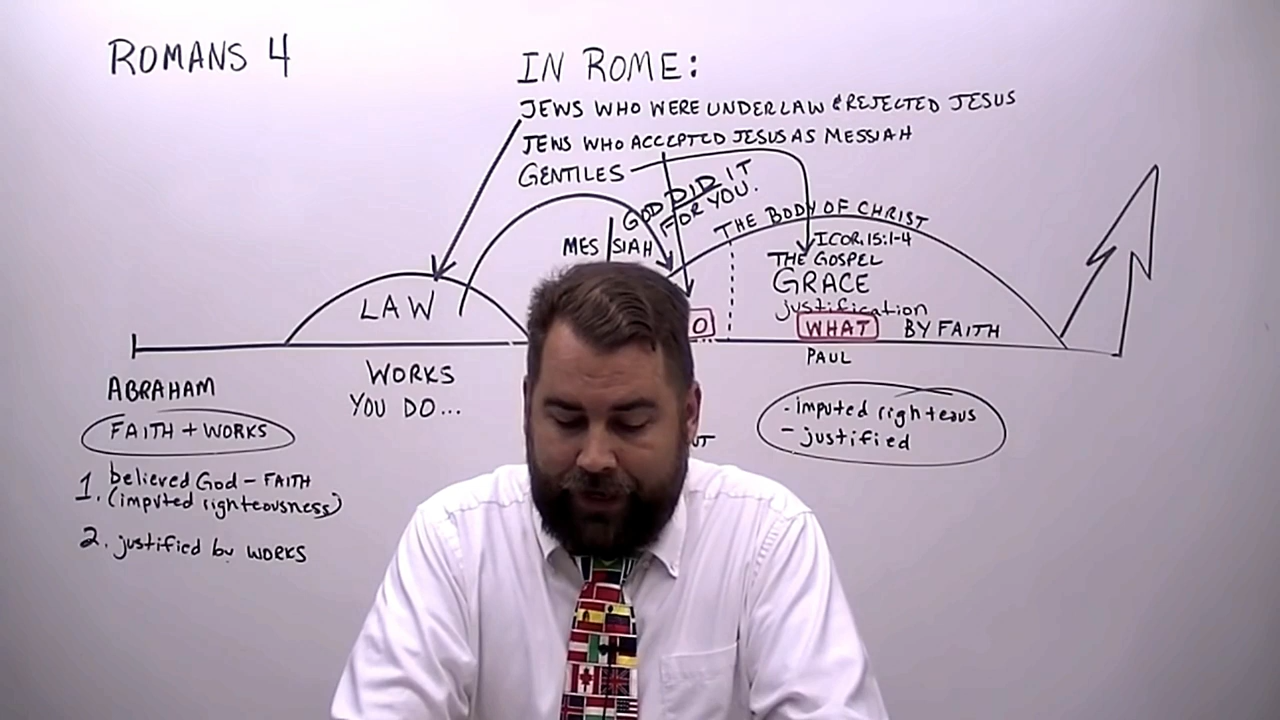 ROMANS 4
IN ROME:
JEWS WHO WERE UNDER LAW & REJECTED JESUS
JEWS WHO ACCEPTED JESUS AS MESSIAH
GENTILES
GOD DID IT
FOR YOU.
THE BODY OF CHRIST
MESSIAH
I COR. 15:1-4
THE GOSPEL
GRACE
justification
LAW
O
WHAT BY FAITH
PAUL
WORKS
YOU DO...
ABRAHAM
FAITH + WORKS
1. believed God - FAITH
(imputed righteousness)
2. justified by WORKS
- imputed righteous
- justified